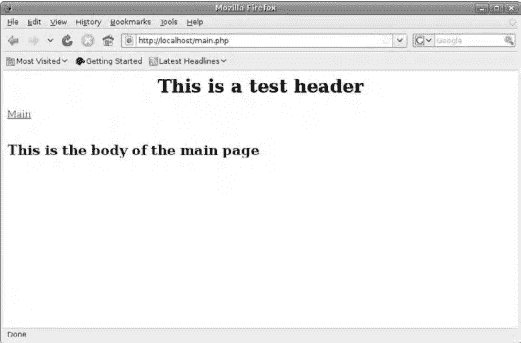 Mozilla Firefox
File Edit View History Bookmarks Tools Help
http://localhost/main.php
Google
Most Visited Getting Started Latest Headlines
This is a test header
Main
This is the body of the main page
Done